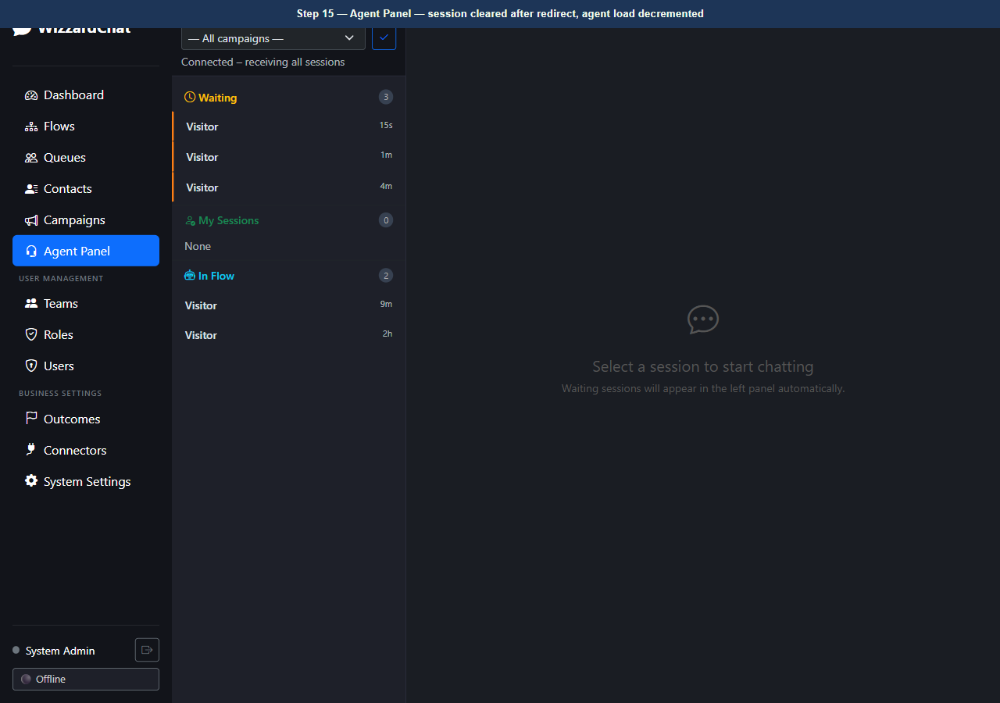 Step 15 — Agent Panel — session cleared after redirect, agent load decremented
WizzardChat
Dashboard
Flows
Queues
Contacts
Campaigns
Agent Panel
USER MANAGEMENT
Teams
Roles
Users
BUSINESS SETTINGS
Outcomes
Connectors
System Settings
System Admin
Offline
— All campaigns —
Connected – receiving all sessions
Waiting 3
Visitor 15s
Visitor 1m
Visitor 4m
My Sessions 0
None
In Flow 2
Visitor 9m
Visitor 2h
Select a session to start chatting
Waiting sessions will appear in the left panel automatically.